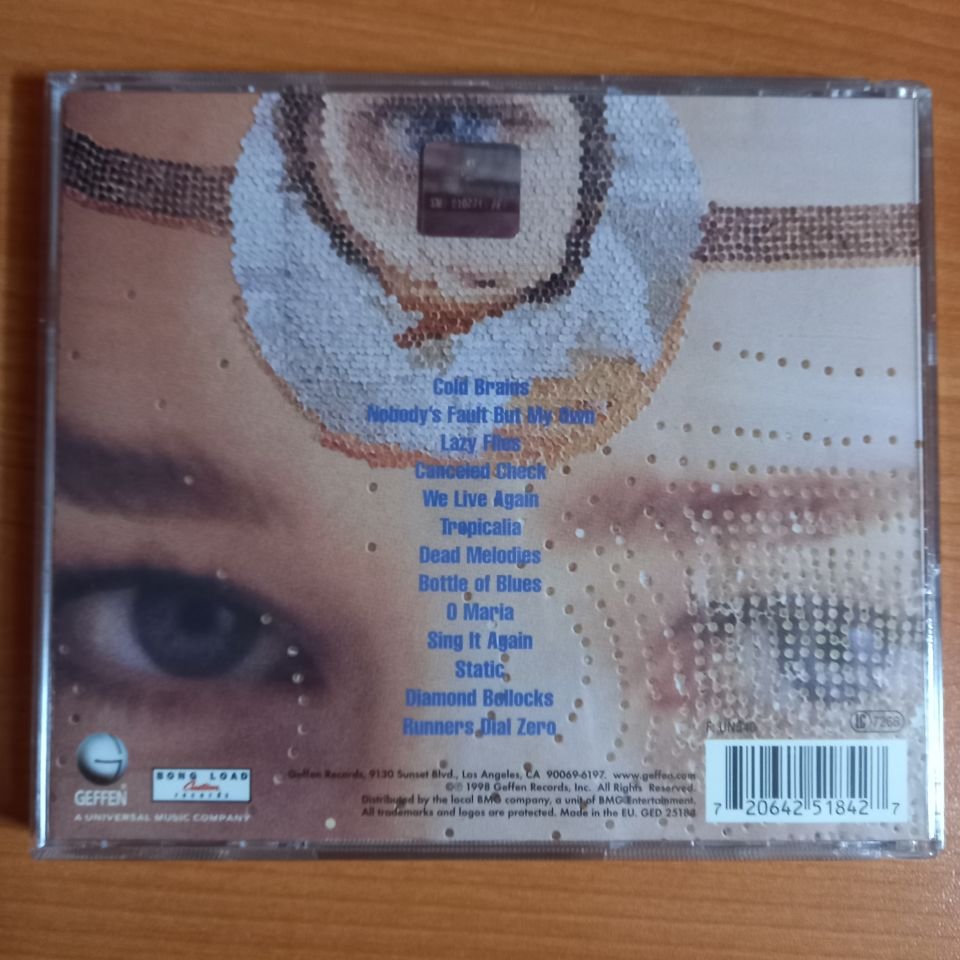 Cold Brains
Nobody's Fault But My Own
Lazy Flies
Canceled Check
We Live Again
Tropicalia
Dead Melodies
Bottle of Blues
O Maria
Sing It Again
Static
Diamond Bollocks
Runners Dial Zero
GEFFEN
A UNIVERSAL MUSIC COMPANY
BONG LOAD
Custom
records
Geffen Records, 9130 Sunset Blvd., Los Angeles, CA 90069-6197. www.geffen.com
©℗ 1998 Geffen Records, Inc. All Rights Reserved.
Distributed by the local BMG company, a unit of BMG Entertainment.
All trademarks and logos are protected. Made in the EU. GED 25184
LC 7266
7 20642 51842 7